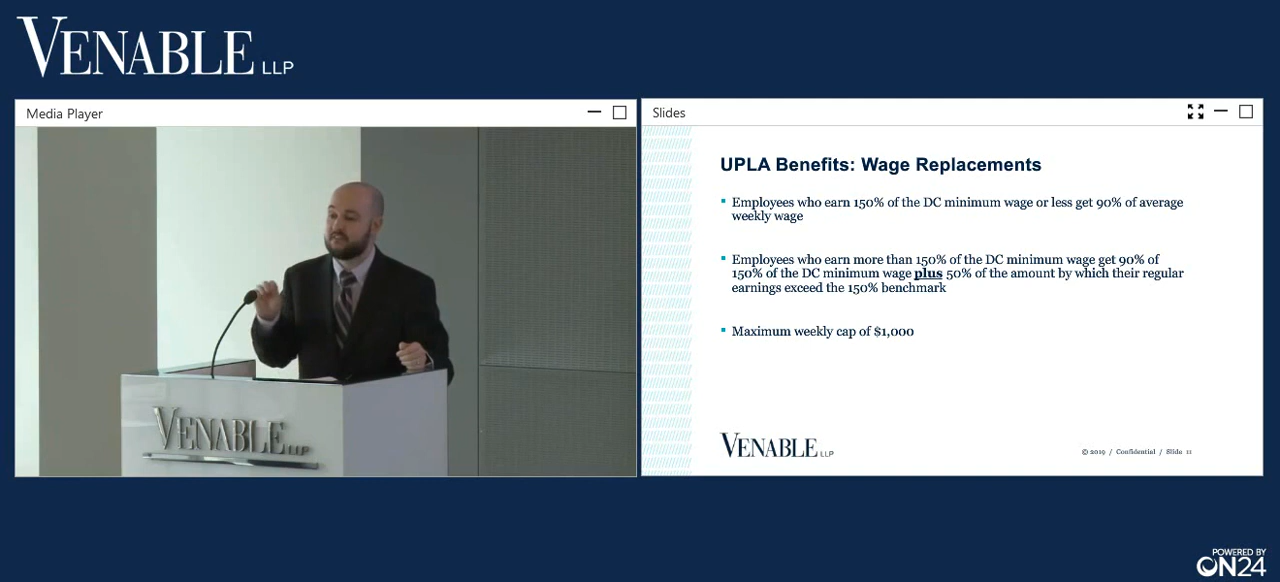 VENABLE LLP
Media Player
Slides
UPLA Benefits: Wage Replacements
Employees who earn 150% of the DC minimum wage or less get 90% of average
weekly wage
Employees who earn more than 150% of the DC minimum wage get 90% of
150% of the DC minimum wage plus 50% of the amount by which their regular
earnings exceed the 150% benchmark
Maximum weekly cap of $1,000
VENABLE LLP
VENABLE LLP
© 2019 / Confidential / Slide 11
POWERED BY
ON24